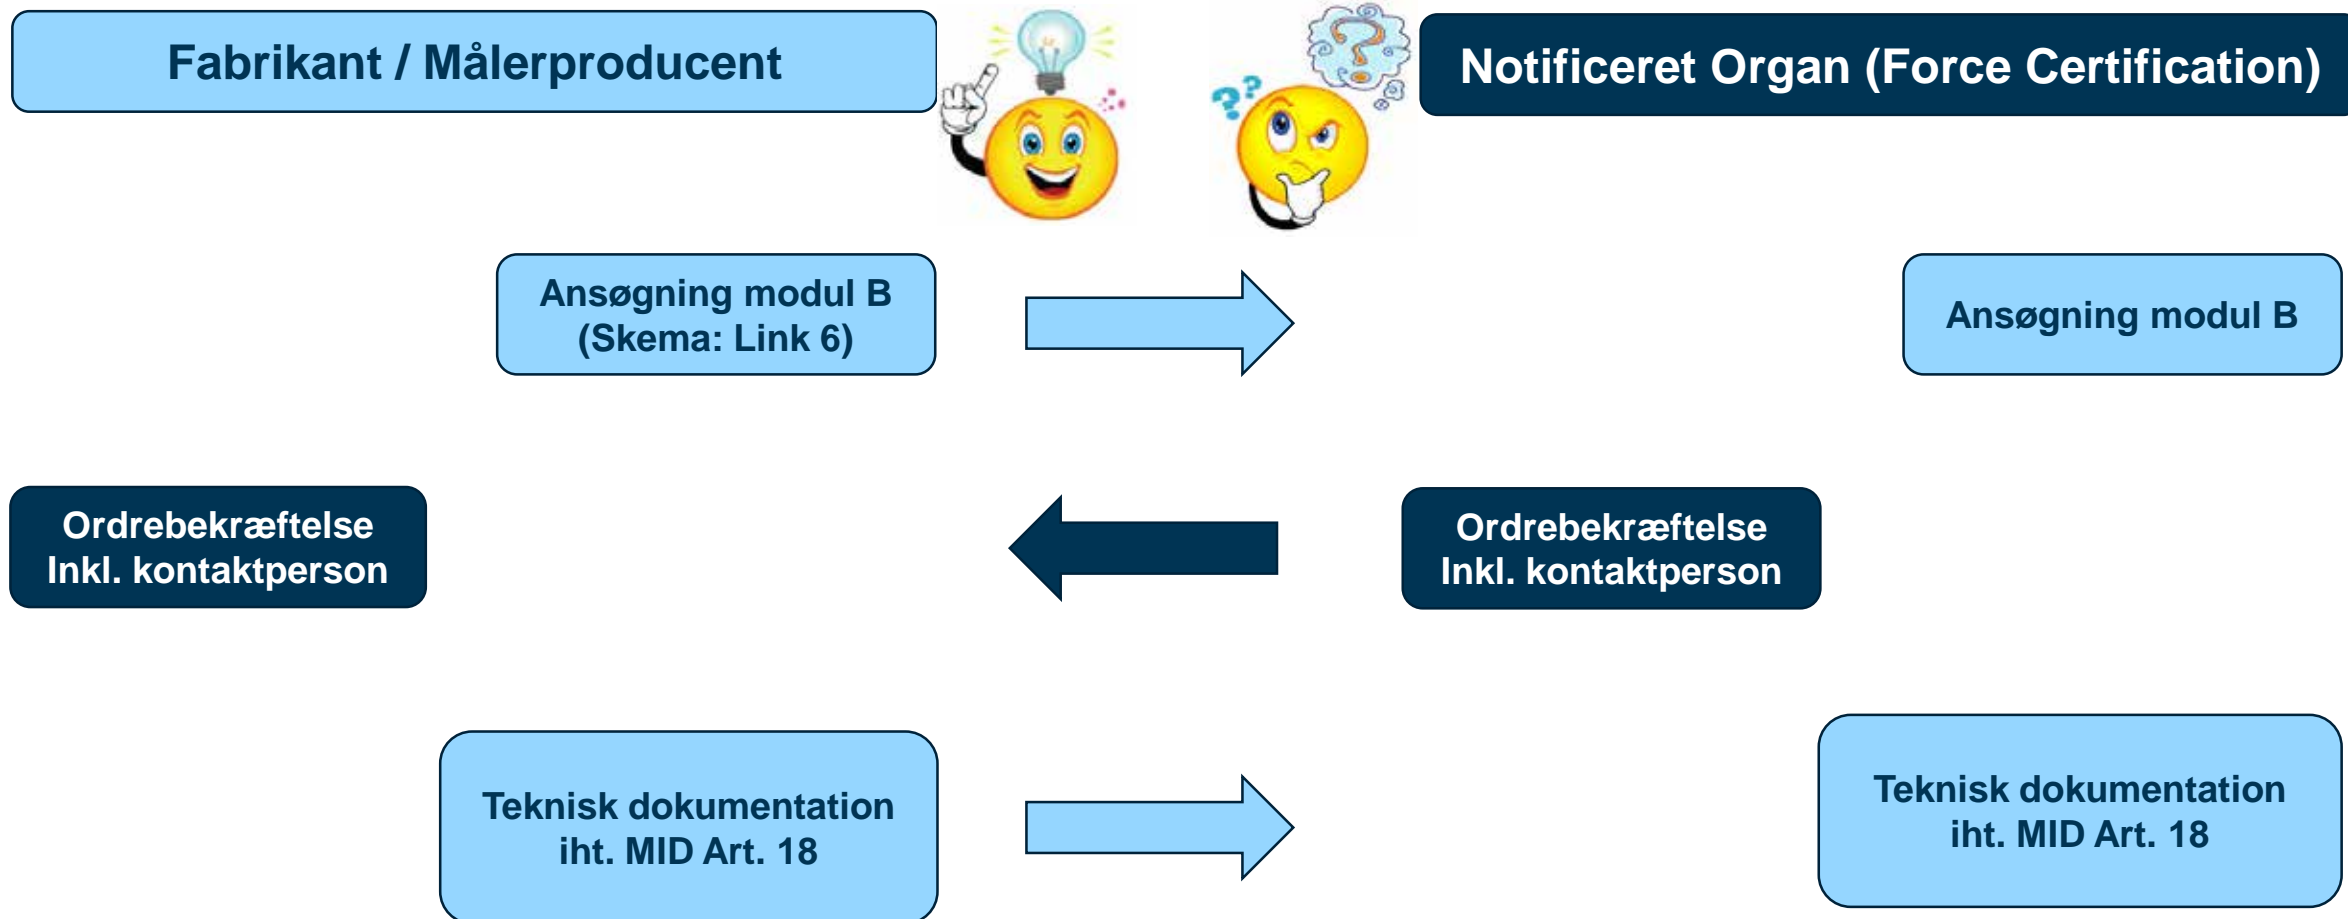 Fabrikant / Målerproducent
Notificeret Organ (Force Certification)
Ansøgning modul B
(Skema: Link 6)
Ansøgning modul B
Ordrebekræftelse
Inkl. kontaktperson
Ordrebekræftelse
Inkl. kontaktperson
Teknisk dokumentation
iht. MID Art. 18
Teknisk dokumentation
iht. MID Art. 18